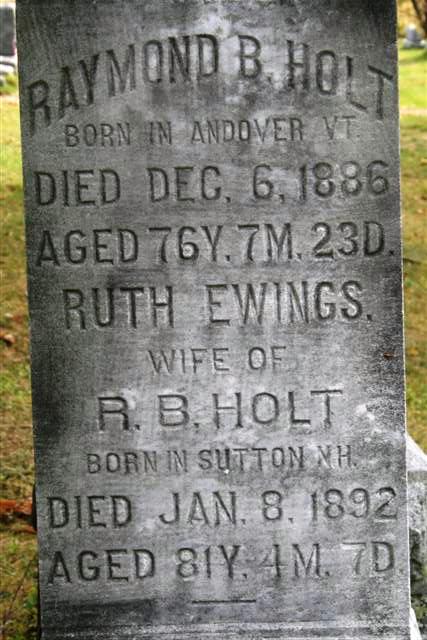 RAYMOND B. HOLT
BORN IN ANDOVER VT.
DIED DEC. 6, 1886
AGED 76Y. 7M. 23D.
RUTH EWINGS.
WIFE OF
R. B. HOLT
BORN IN SUTTON N.H.
DIED JAN. 8, 1892
AGED 81Y. 4M. 7D.